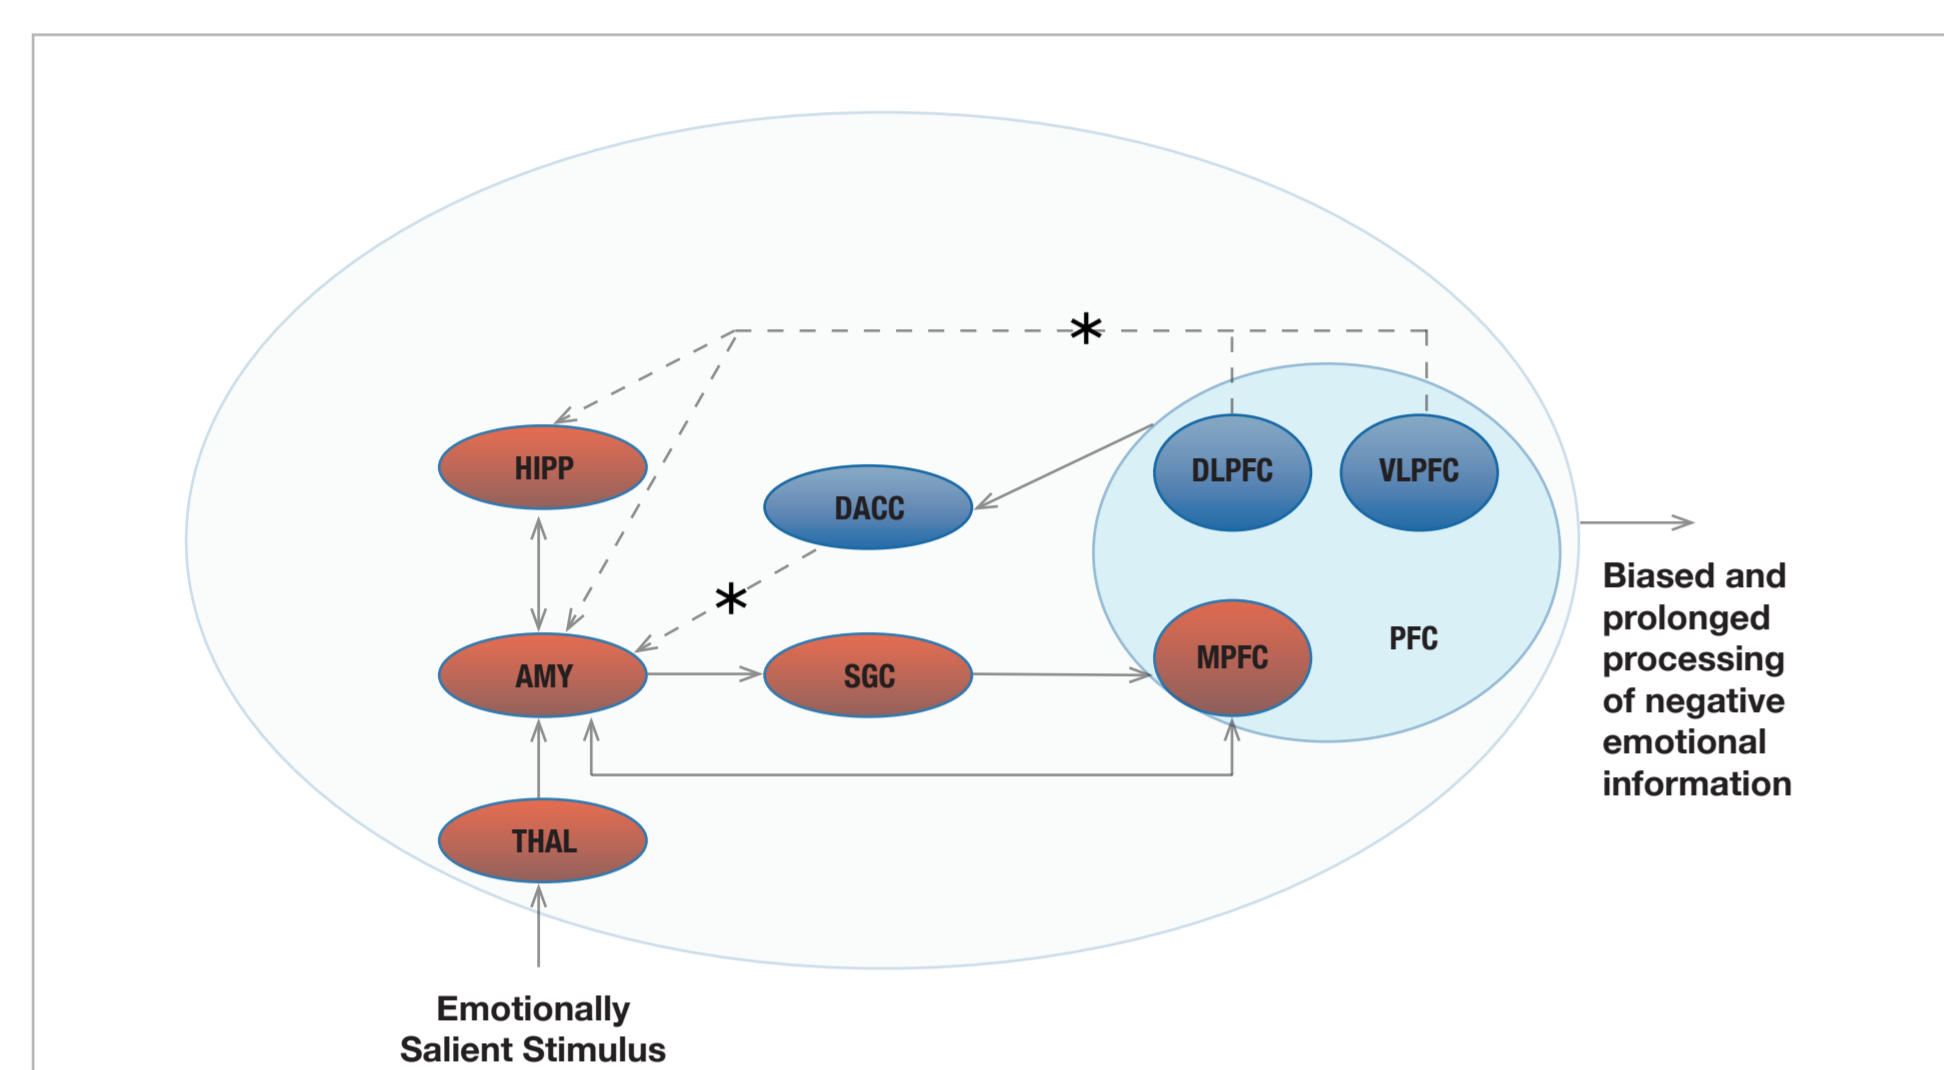 *
HIPP
DLPFC
VLPFC
DACC
*
Biased and
prolonged
processing
of negative
emotional
information
AMY
SGC
MPFC
PFC
THAL
Emotionally
Salient Stimulus